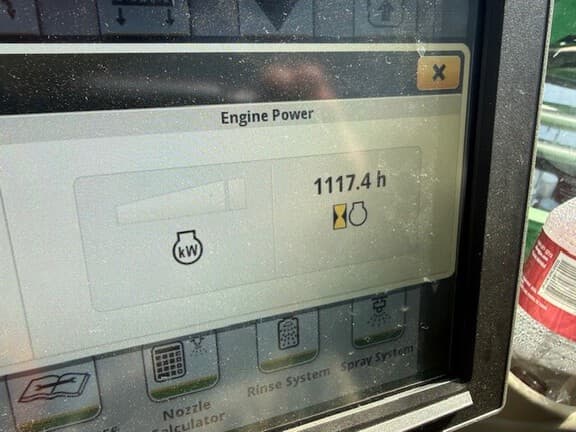 Engine Power
1117.4 h
kW
Rinse System
Spray System
Nozzle
Calculator